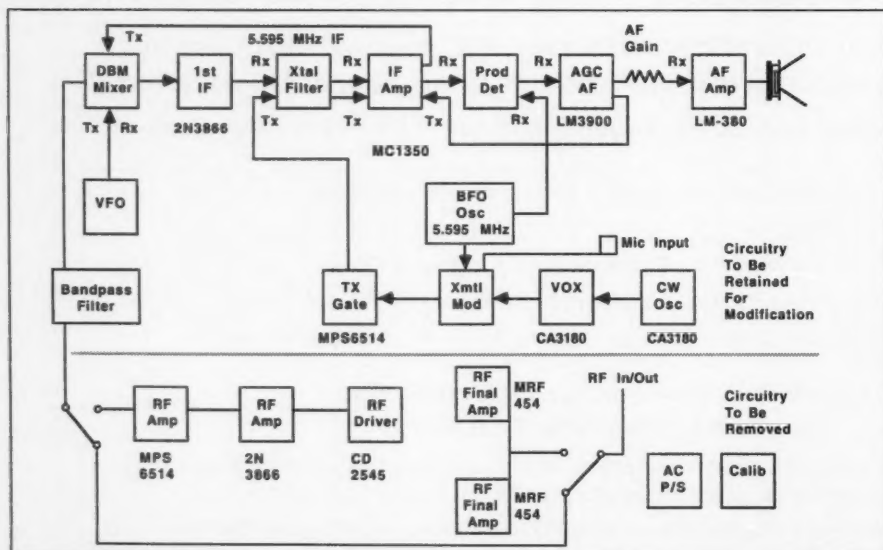 Tx
5.595 MHz IF
AF
Gain
DBM
Mixer
1st
IF
Rx
Xtal
Filter
Rx
IF
Amp
Rx
Prod
Det
Rx
AGC
AF
Rx
AF
Amp
Tx
Rx
2N3866
Tx
Tx
Tx
Rx
LM3900
LM-380
MC1350
VFO
BFO
Osc
5.595 MHz
Mic Input
Bandpass
Filter
TX
Gate
Xmtl
Mod
VOX
CW
Osc
Circuitry
To Be
Retained
For
Modification
MPS6514
CA3180
CA3180
RF
Final
Amp
MRF
454
RF In/Out
Circuitry
To Be
Removed
RF
Amp
RF
Amp
RF
Driver
MPS
6514
2N
3866
CD
2545
RF
Final
Amp
MRF
454
AC
P/S
Calib